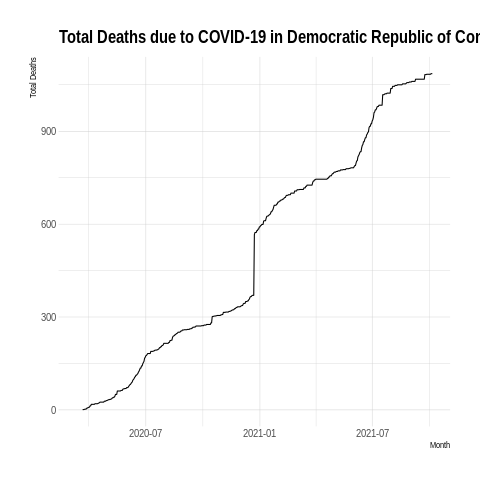 Total Deaths due to COVID-19 in Democratic Republic of Con
Total Deaths
900
600
300
0
2020-07
2021-01
2021-07
Month